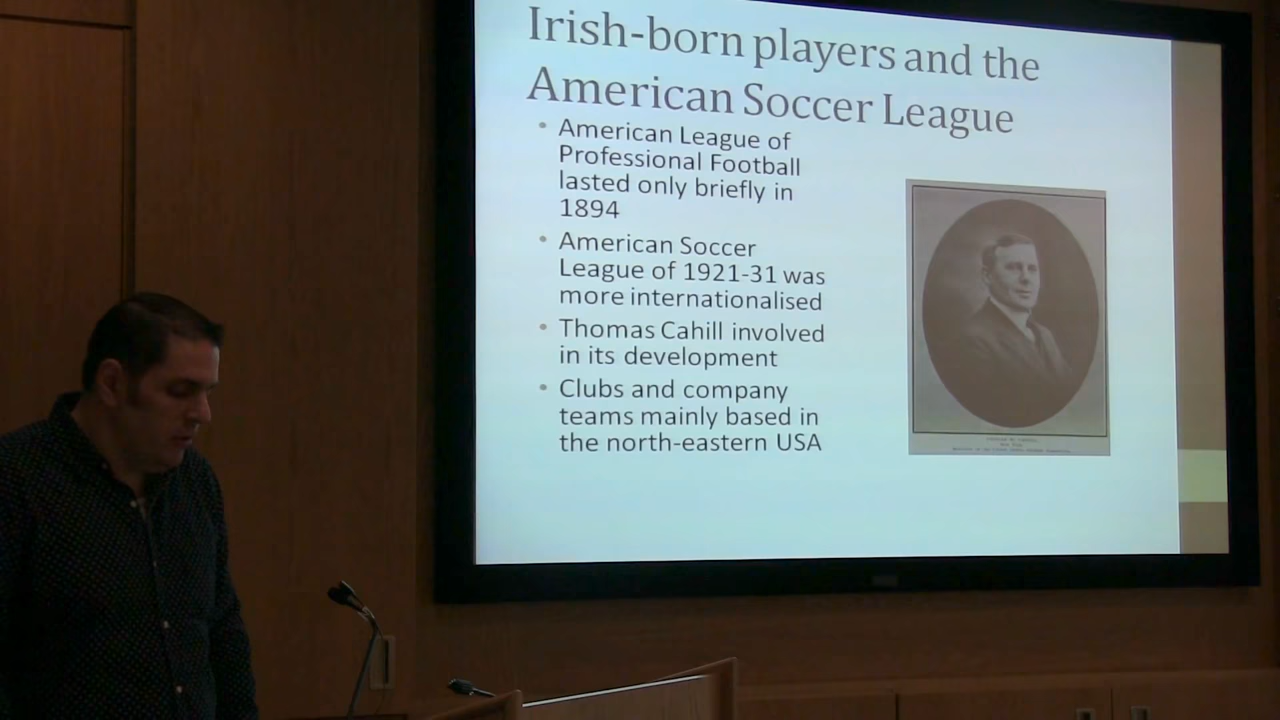 Irish-born players and the
American Soccer League
• American League of
Professional Football
lasted only briefly in
1894
• American Soccer
League of 1921-31 was
more internationalised
• Thomas Cahill involved
in its development
• Clubs and company
teams mainly based in
the north-eastern USA